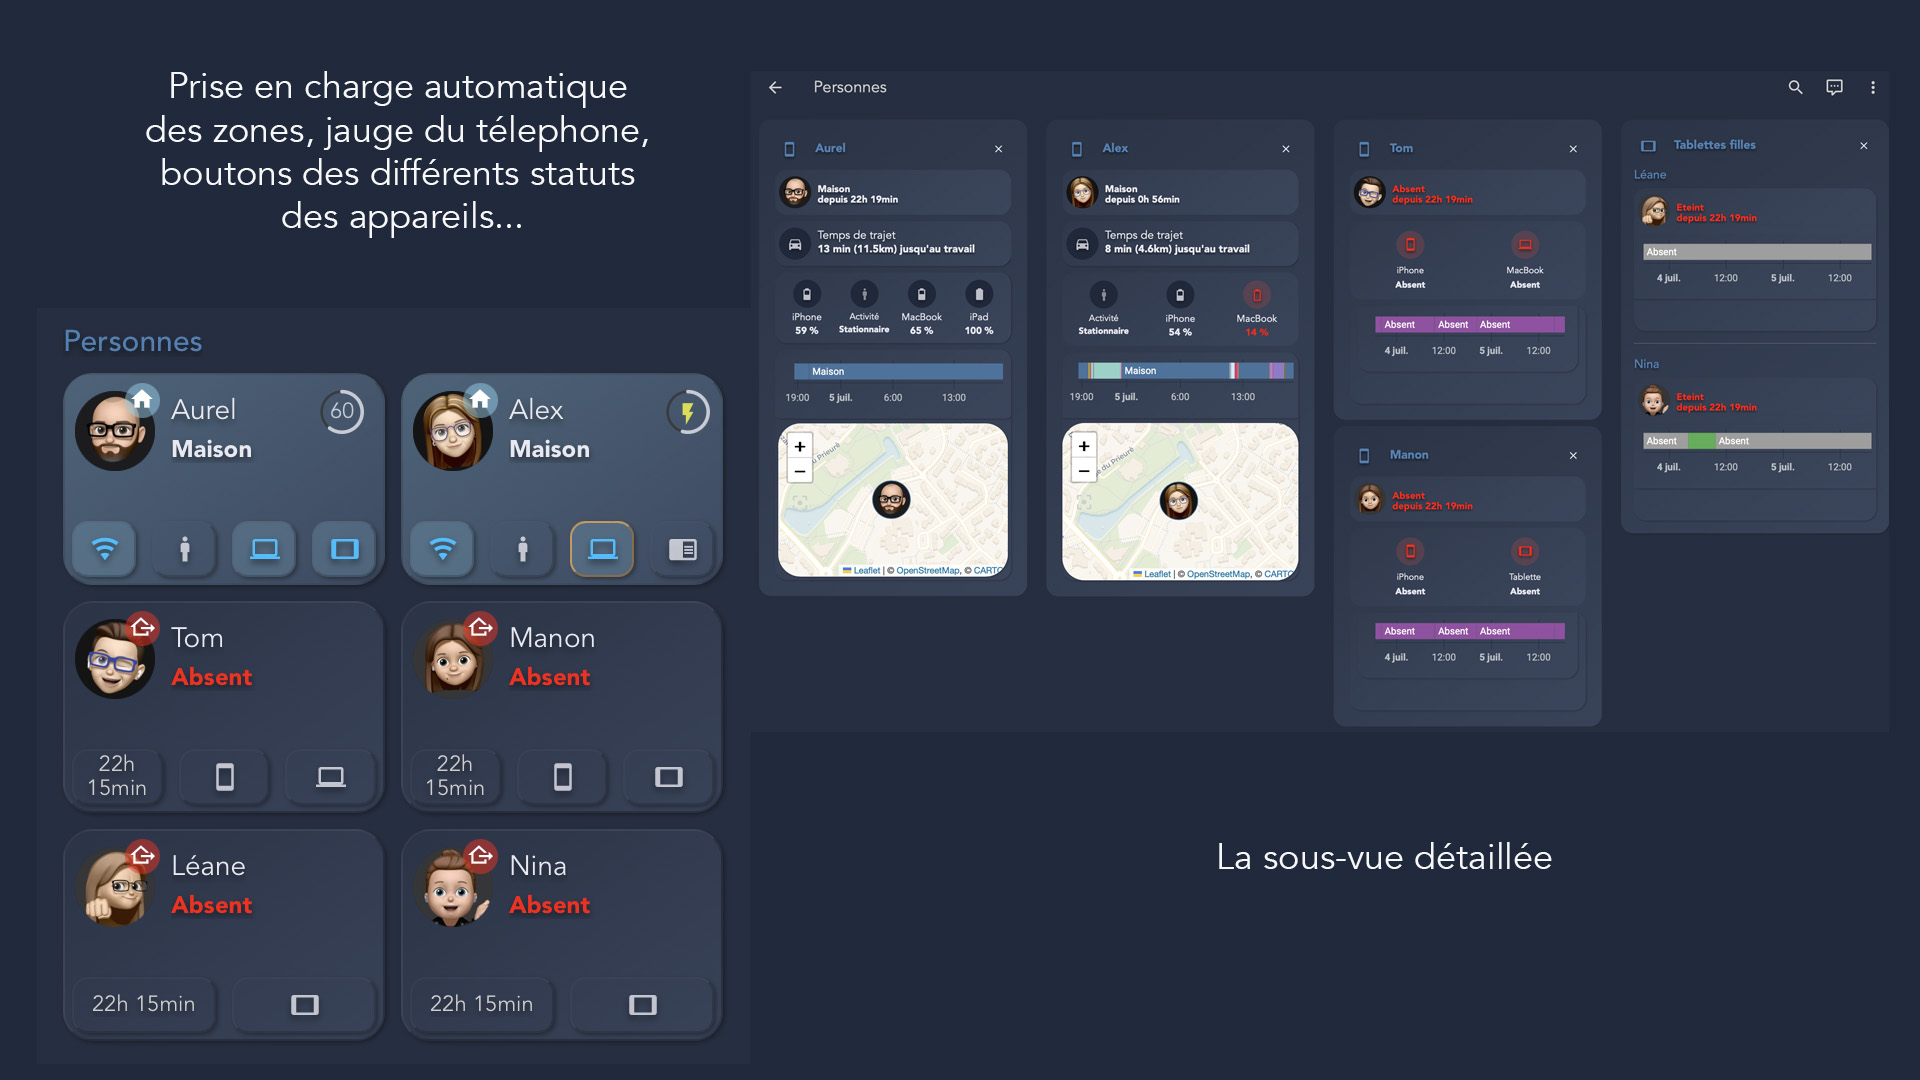 Prise en charge automatique
des zones, jauge du télephone,
boutons des différents statuts
des appareils...
Personnes
Aurel
Maison
60
Alex
Maison
Tom
Absent
22h
15min
Manon
Absent
22h
15min
Léane
Absent
22h 15min
Nina
Absent
22h 15min
Personnes
Aurel
Maison
depuis 22h 19min
Temps de trajet
13 min (11.5km) jusqu'au travail
iPhone
59 %
Activité
Stationnaire
MacBook
65 %
iPad
100 %
Maison
19:00 5 juil. 6:00 13:00
+
du Prieuré
−
Leaflet | © OpenStreetMap, © CARTO
Alex
Maison
depuis 0h 56min
Temps de trajet
8 min (4.6km) jusqu'au travail
Activité
Stationnaire
iPhone
54 %
MacBook
14 %
Maison
19:00 5 juil. 6:00 13:00
+
du Prieuré
−
Leaflet | © OpenStreetMap, © CARTO
Tom
Absent
depuis 22h 19min
iPhone
Absent
MacBook
Absent
Absent Absent Absent
4 juil. 12:00 5 juil. 12:00
Manon
Absent
depuis 22h 19min
iPhone
Absent
Tablette
Absent
Absent Absent Absent
4 juil. 12:00 5 juil. 12:00
Tablettes filles
Léane
Eteint
depuis 22h 19min
Absent
4 juil. 12:00 5 juil. 12:00
Nina
Eteint
depuis 22h 19min
Absent Absent
4 juil. 12:00 5 juil. 12:00
La sous-vue détaillée